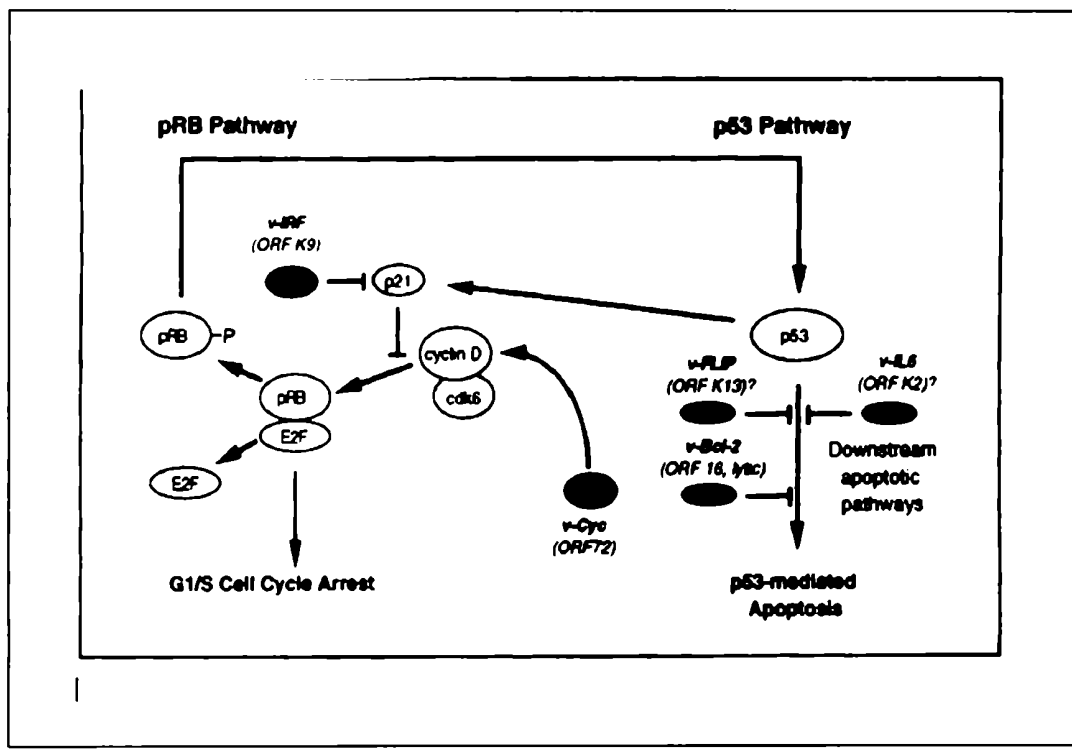 pRB Pathway
p53 Pathway
v-IRF
(ORF K9)
p21
pRB
P
cyclin D
cdk6
pRB
E2F
E2F
G1/S Cell Cycle Arrest
v-Cyc
(ORF72)
p53
v-FLIP
(ORF K13)?
v-IL6
(ORF K2)?
v-Bcl-2
(ORF 16, lytic)
Downstream
apoptotic
pathways
p53-mediated
Apoptosis